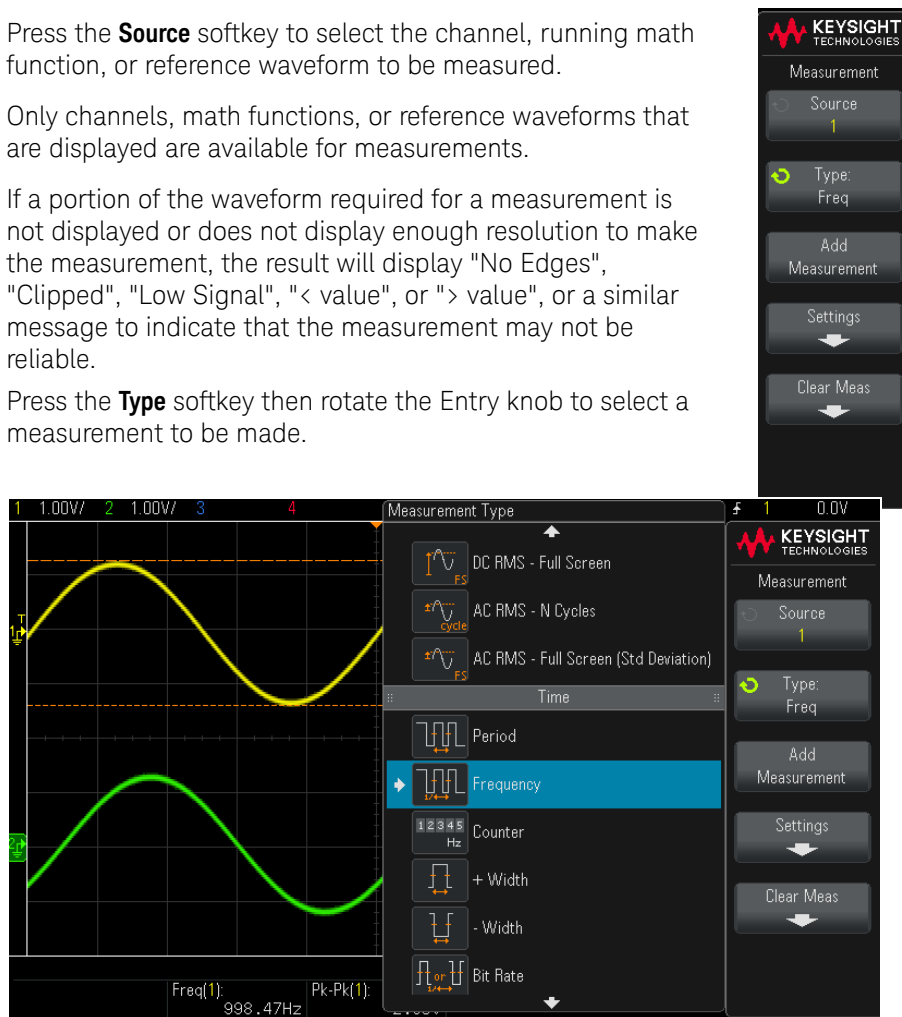 Press the Source softkey to select the channel, running math
function, or reference waveform to be measured.
Only channels, math functions, or reference waveforms that
are displayed are available for measurements.
If a portion of the waveform required for a measurement is
not displayed or does not display enough resolution to make
the measurement, the result will display "No Edges",
"Clipped", "Low Signal", "< value", or "> value", or a similar
message to indicate that the measurement may not be
reliable.
Press the Type softkey then rotate the Entry knob to select a
measurement to be made.
KEYSIGHT
TECHNOLOGIES
Measurement
Source
1
Type:
Freq
Add
Measurement
Settings
Clear Meas
1 1.00V/ 2 1.00V/ 3 4
Measurement Type
1 0.0V
DC RMS - Full Screen
FS
AC RMS - N Cycles
cycle
AC RMS - Full Screen (Std Deviation)
FS
Time
Period
Frequency
1/
12345
Hz
Counter
+ Width
- Width
or
1/
Bit Rate
T
1
2
Freq(1):
998.47Hz
Pk-Pk(1):
KEYSIGHT
TECHNOLOGIES
Measurement
Source
1
Type:
Freq
Add
Measurement
Settings
Clear Meas